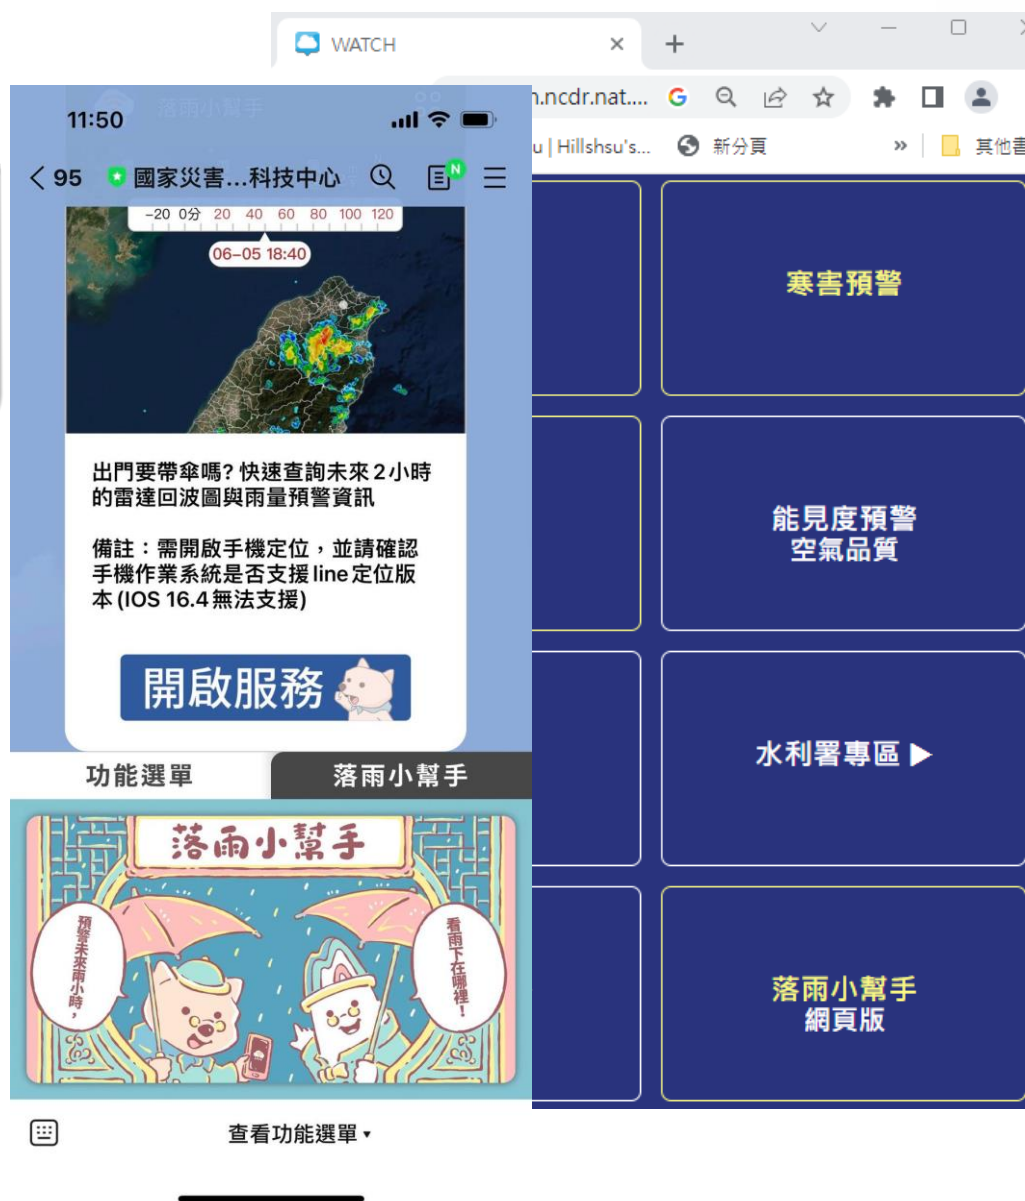 WATCH
n.ncdr.nat....
u | Hillshsu's...
新分頁
»
其他書
11:50
落雨小幫手
95
國家災害...科技中心
N
-20 0分 20 40 60 80 100 120
06-05 18:40
出門要帶傘嗎? 快速查詢未來 2 小時
的雷達回波圖與雨量預警資訊
備註：需開啟手機定位，並請確認
手機作業系統是否支援 line 定位版
本 (IOS 16.4 無法支援)
開啟服務
功能選單
落雨小幫手
落雨小幫手
預警未來兩小時，
看雨下在哪裡！
查看功能選單
寒害預警
能見度預警
空氣品質
水利署專區 ▶
落雨小幫手
網頁版